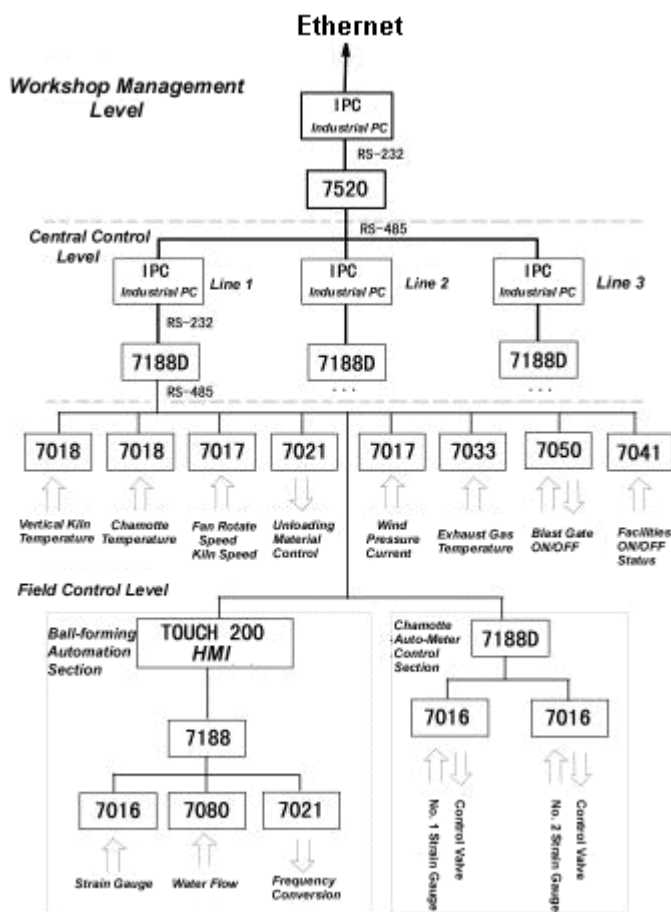 Ethernet
Workshop Management
Level
IPC
Industrial PC
RS-232
7520
RS-485
Central Control
Level
IPC
Industrial PC
Line 1
IPC
Industrial PC
Line 2
IPC
Industrial PC
Line 3
RS-232
7188D
7188D
7188D
RS-485
...
...
7018
7018
7017
7021
7017
7033
7050
7041
Vertical Kiln
Temperature
Chamotte
Temperature
Fan Rotate
Speed
Kiln Speed
Unloading
Material
Control
Wind
Pressure
Current
Exhaust Gas
Temperature
Blast Gate
ON/OFF
Facilities
ON/OFF
Status
Field Control Level
Ball-forming
Automation
Section
TOUCH 200
HMI
7188
7016
7080
7021
Strain Gauge
Water Flow
Frequency
Conversion
Chamotte
Auto-Meter
Control
Section
7188D
7016
7016
No. 1 Strain Gauge
Control Valve
No. 2 Strain Gauge
Control Valve